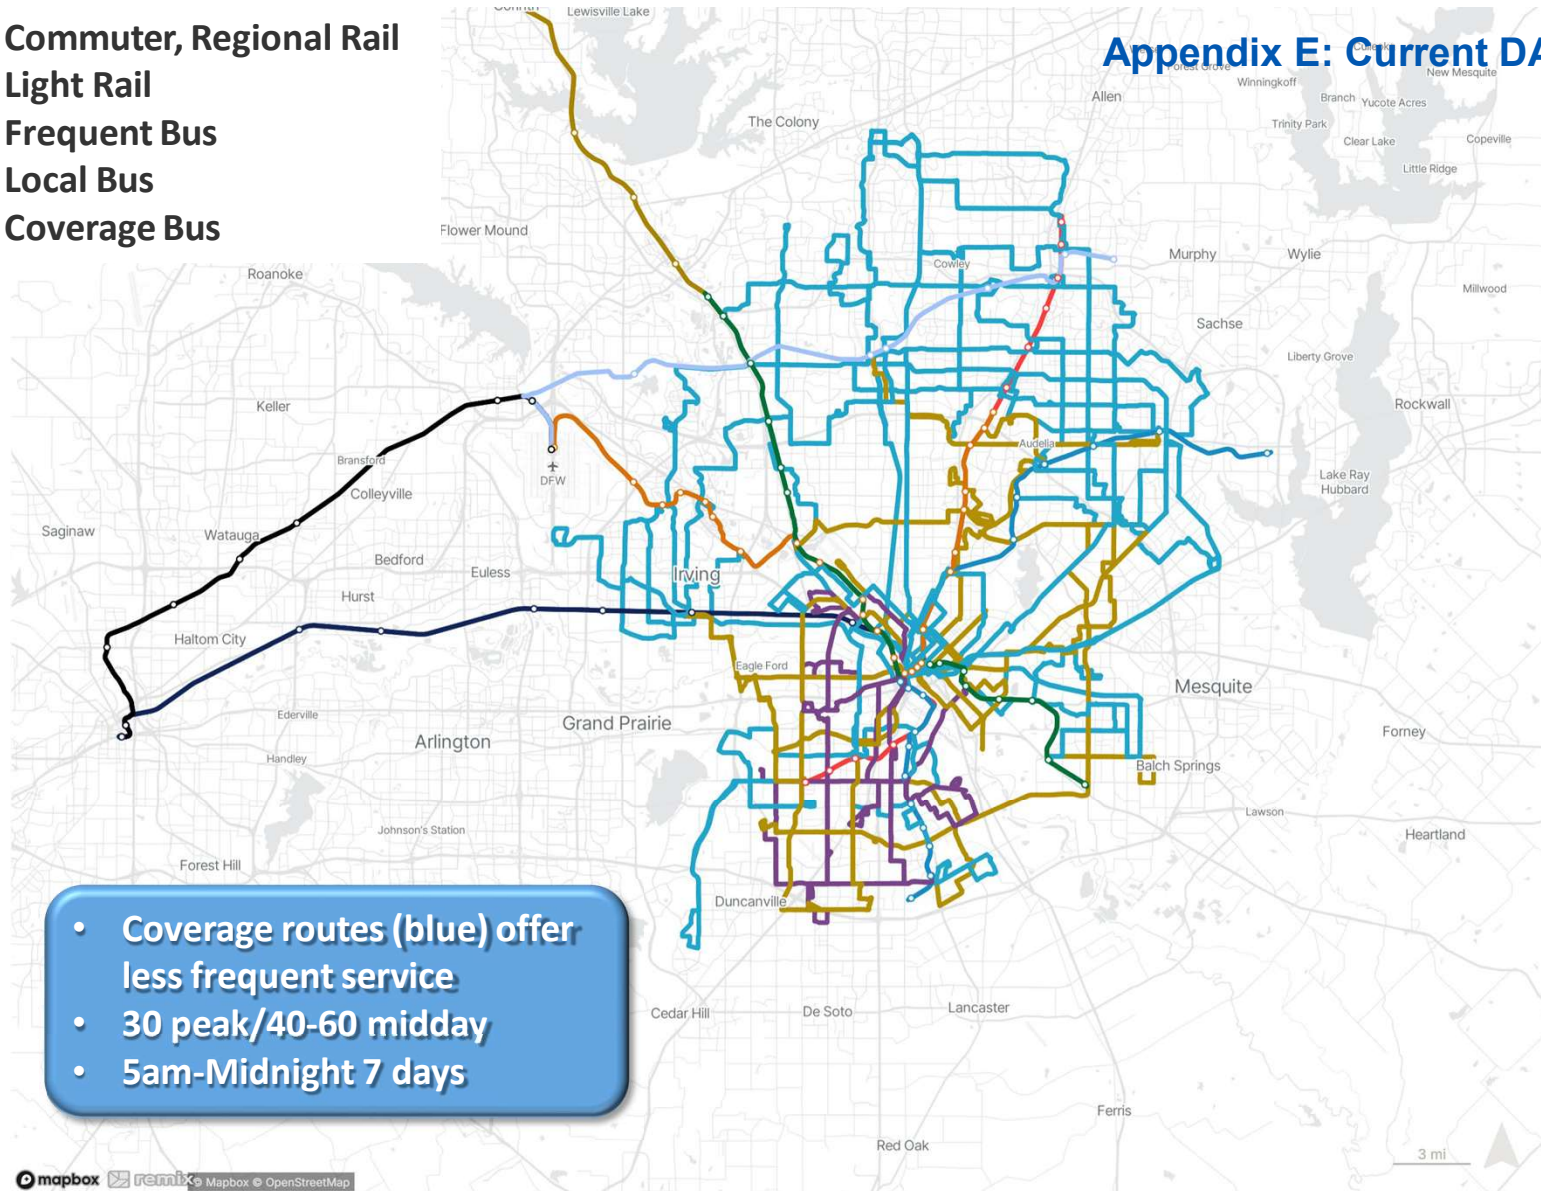 Corinth
Lewisville Lake
Commuter, Regional Rail
Light Rail
Frequent Bus
Local Bus
Coverage Bus
Appendix E: Current DA
Forest Grove
Winningkoff
New Mesquite
Allen
Branch
Yucote Acres
The Colony
Trinity Park
Clear Lake
Copeville
Little Ridge
Flower Mound
Murphy
Wylie
Cowley
Roanoke
Millwood
Sachse
Liberty Grove
Keller
Rockwall
Audelia
Bransford
DFW
Colleyville
Lake Ray
Hubbard
Saginaw
Watauga
Bedford
Euless
Irving
Hurst
Haltom City
Eagle Ford
Mesquite
Ederville
Grand Prairie
Arlington
Forney
Handley
Balch Springs
Lawson
Johnson's Station
Heartland
Forest Hill
Duncanville
• Coverage routes (blue) offer
less frequent service
• 30 peak/40-60 midday
• 5am-Midnight 7 days
Cedar Hill
De Soto
Lancaster
Ferris
Red Oak
3 mi
mapbox
remix
© Mapbox © OpenStreetMap